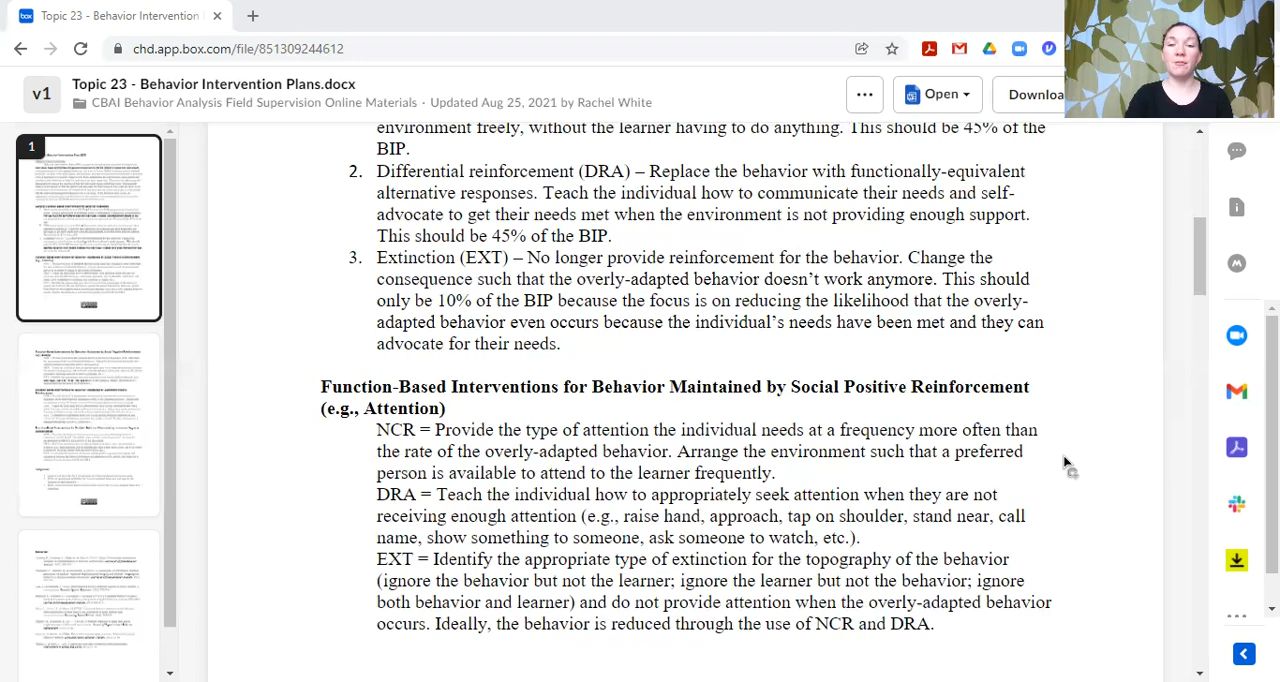 Topic 23 - Behavior Intervention
chd.app.box.com/file/851309244612
v1
Topic 23 - Behavior Intervention Plans.docx
CBAI Behavior Analysis Field Supervision Online Materials · Updated Aug 25, 2021 by Rachel White
Open
Downloa
1
environment freely, without the learner having to do anything. This should be 45% of the
BIP.
2. Differential reinforcement (DRA) – Replace the behavior with functionally-equivalent
alternative behaviors. Teach the individual how to communicate their needs and self-
advocate to get their needs met when the environment is not providing enough support.
This should be 45% of the BIP.
3. Extinction (EXT) – No longer provide reinforcement for the behavior. Change the
consequence so that the overly-adapted behavior doesn't work anymore. This should
only be 10% of the BIP because the focus is on reducing the likelihood that the overly-
adapted behavior even occurs because the individual's needs have been met and they can
advocate for their needs.
Function-Based Interventions for Behavior Maintained by Social Positive Reinforcement
(e.g., Attention)
NCR = Provide the type of attention the individual wants on a frequency more often than
the rate of the overly-adapted behavior. Arrange the environment such that a preferred
person is available to attend to the learner frequently.
DRA = Teach the individual how to appropriately seek attention when they are not
receiving enough attention (e.g., raise hand, approach, tap on shoulder, stand near, call
name, show something to someone, ask someone to watch, etc.).
EXT = Identify the appropriate type of extinction for the topography of the behavior
(ignore the behavior but not the learner; ignore the learner but not the behavior; ignore
both behavior and learner) and do not provide attention when the overly-adapted behavior
occurs. Ideally the behavior is reduced through the use of NCR and DRA.